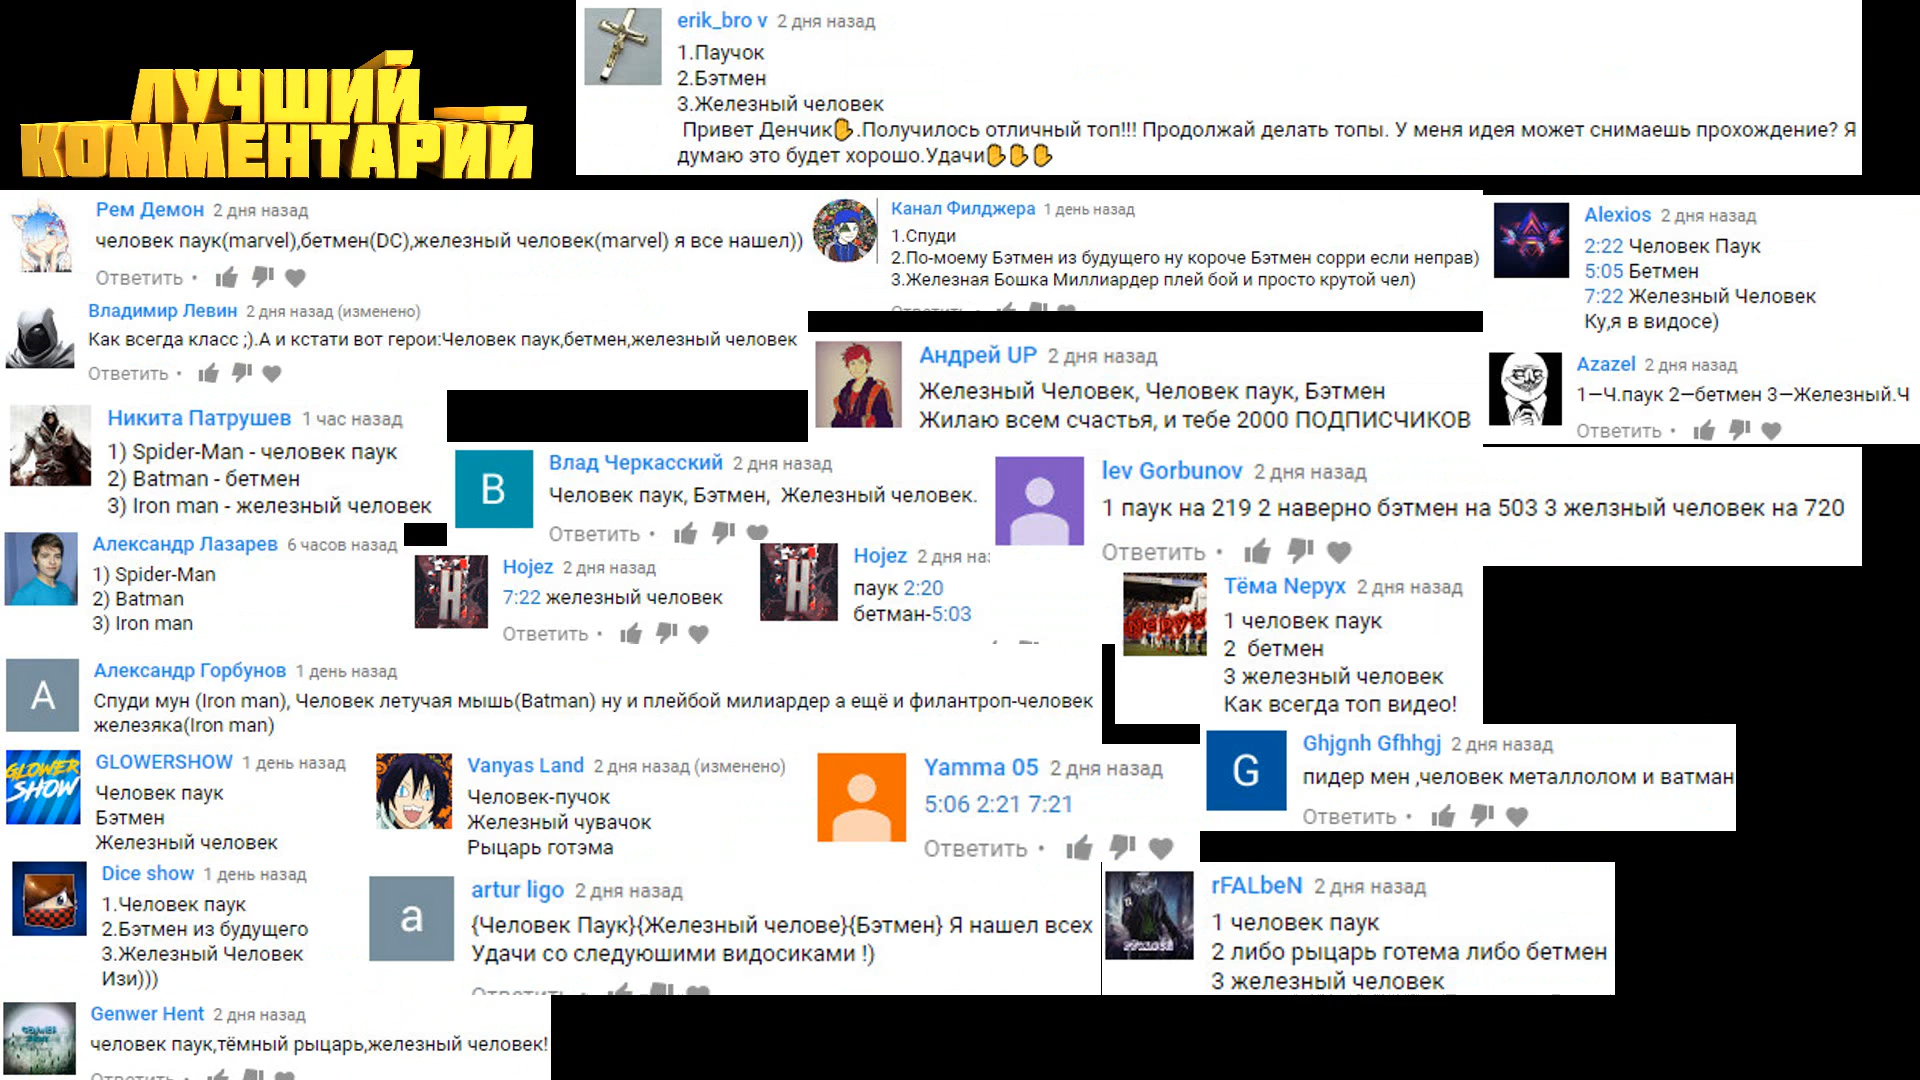 ЛУЧШИЙ
КОММЕНТАРИЙ
erik_bro v 2 дня назад
1.Паучок
2.Бэтмен
3.Железный человек
Привет Денчик✋.Получилось отличный топ!!! Продолжай делать топы. У меня идея может снимаешь прохождение? Я
думаю это будет хорошо.Удачи✋✋✋
Рем Демон 2 дня назад
человек паук(marvel),бетмен(DC),железный человек(marvel) я все нашел))
Ответить
Канал Филджера 1 день назад
1.Спуди
2.По-моему Бэтмен из будущего ну короче Бэтмен сорри если неправ)
3.Железная Бошка Миллиардер плей бой и просто крутой чел)
Ответить
Alexios 2 дня назад
2:22 Человек Паук
5:05 Бетмен
7:22 Железный Человек
Ку,я в видосе)
Владимир Левин 2 дня назад (изменено)
Как всегда класс ;).А и кстати вот герои:Человек паук,бетмен,железный человек
Ответить
Андрей UP 2 дня назад
Железный Человек, Человек паук, Бэтмен
Жилаю всем счастья, и тебе 2000 ПОДПИСЧИКОВ
Azazel 2 дня назад
1—Ч.паук 2—бетмен 3—Железный.Ч
Ответить
Никита Патрушев 1 час назад
1) Spider-Man - человек паук
2) Batman - бетмен
3) Iron man - железный человек
B
Влад Черкасский 2 дня назад
Человек паук, Бэтмен, Железный человек.
Ответить
lev Gorbunov 2 дня назад
1 паук на 219 2 наверно бэтмен на 503 3 желзный человек на 720
Ответить
Александр Лазарев 6 часов назад
1) Spider-Man
2) Batman
3) Iron man
H
Hojez 2 дня назад
7:22 железный человек
Ответить
H
Hojez 2 дня на
паук 2:20
бетман-5:03
Nepyx
Тёма Nepyx 2 дня назад
1 человек паук
2 бетмен
3 железный человек
Как всегда топ видео!
A
Александр Горбунов 1 день назад
Спуди мун (Iron man), Человек летучая мышь(Batman) ну и плейбой милиардер а ещё и филантроп-человек
железяка(Iron man)
GLOWER
SHOW
GLOWERSHOW 1 день назад
Человек паук
Бэтмен
Железный человек
Vanyas Land 2 дня назад (изменено)
Человек-пучок
Железный чувачок
Рыцарь готэма
Yamma 05 2 дня назад
5:06 2:21 7:21
Ответить
G
Ghjgnh Gfhhgj 2 дня назад
пидер мен ,человек металлолом и ватман
Ответить
Dice show 1 день назад
1.Человек паук
2.Бэтмен из будущего
3.Железный Человек
Изи)))
a
artur ligo 2 дня назад
{Человек Паук}{Железный челове}{Бэтмен} Я нашел всех
Удачи со следуюшими видосиками !)
Ответить
rFALbeN 2 дня назад
1 человек паук
2 либо рыцарь готема либо бетмен
3 железный человек
Genwer Hent 2 дня назад
человек паук,тёмный рыцарь,железный человек!
Ответить